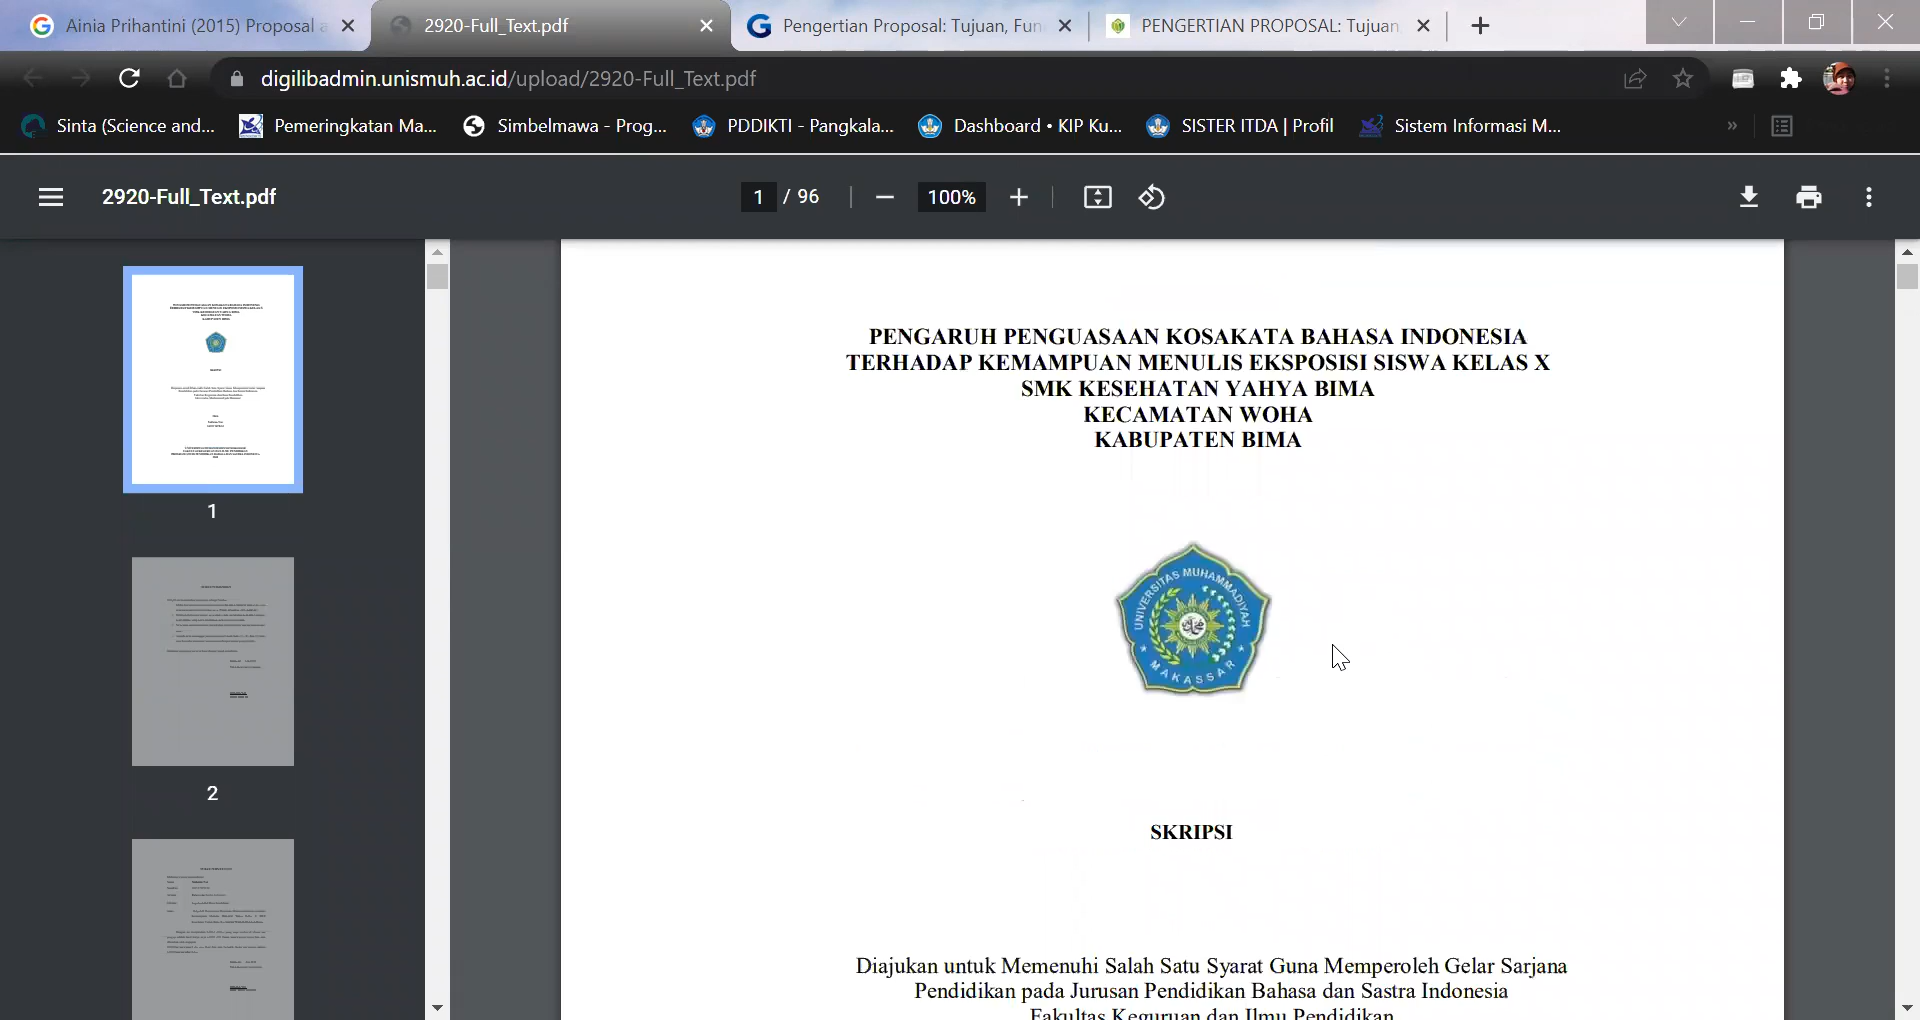 Ainia Prihantini (2015) Proposal a
2920-Full_Text.pdf
Pengertian Proposal: Tujuan, Fun
PENGERTIAN PROPOSAL: Tujuan,
digilibadmin.unismuh.ac.id/upload/2920-Full_Text.pdf
Sinta (Science and...
Pemeringkatan Ma...
Simbelmawa - Prog...
PDDIKTI - Pangkala...
Dashboard • KIP Ku...
SISTER ITDA | Profil
Sistem Informasi M...
»
2920-Full_Text.pdf
1 / 96
100%
1
2
PENGARUH PENGUASAAN KOSAKATA BAHASA INDONESIA
TERHADAP KEMAMPUAN MENULIS EKSPOSISI SISWA KELAS X
SMK KESEHATAN YAHYA BIMA
KECAMATAN WOHA
KABUPATEN BIMA
UNIVERSITAS MUHAMMADIYAH
MAKASSAR
SKRIPSI
Diajukan untuk Memenuhi Salah Satu Syarat Guna Memperoleh Gelar Sarjana
Pendidikan pada Jurusan Pendidikan Bahasa dan Sastra Indonesia
Fakultas Keguruan dan Ilmu Pendidikan